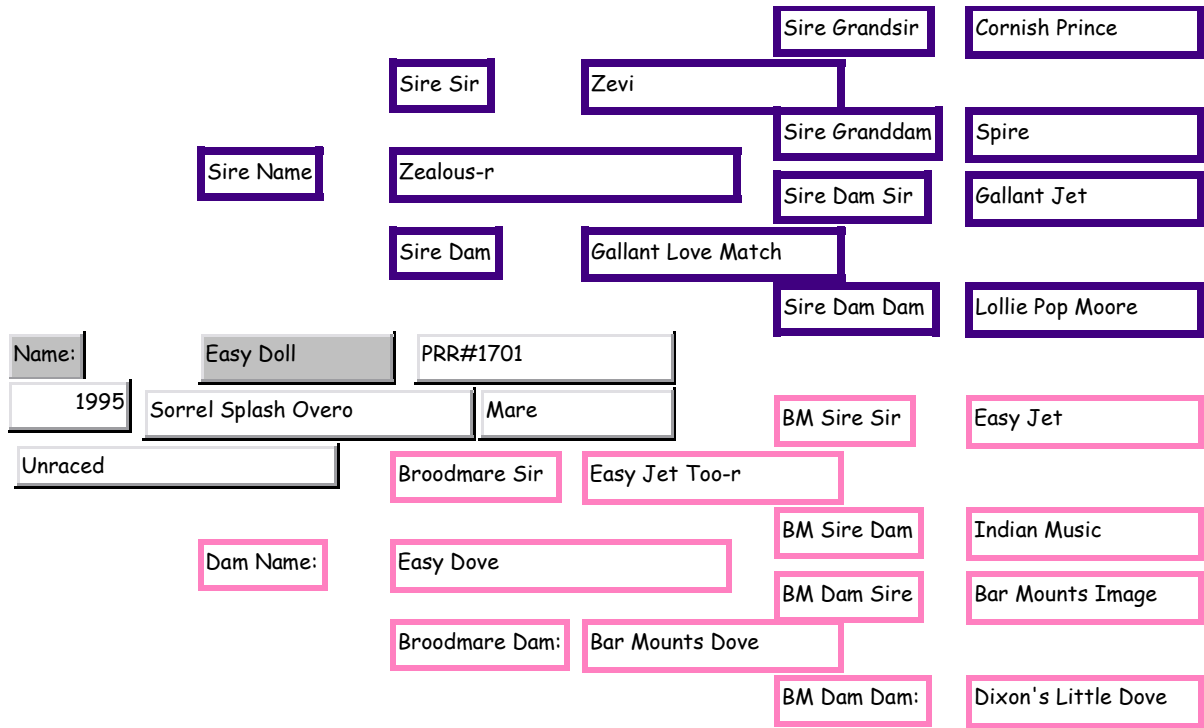 Sire Grandsir Cornish Prince
Sire Sir Zevi
Sire Granddam Spire
Sire Name Zealous-r
Sire Dam Sir Gallant Jet
Sire Dam Gallant Love Match
Sire Dam Dam Lollie Pop Moore
Name: Easy Doll PRR#1701
1995 Sorrel Splash Overo Mare
BM Sire Sir Easy Jet
Unraced
Broodmare Sir Easy Jet Too-r
BM Sire Dam Indian Music
Dam Name: Easy Dove
BM Dam Sire Bar Mounts Image
Broodmare Dam: Bar Mounts Dove
BM Dam Dam: Dixon's Little Dove